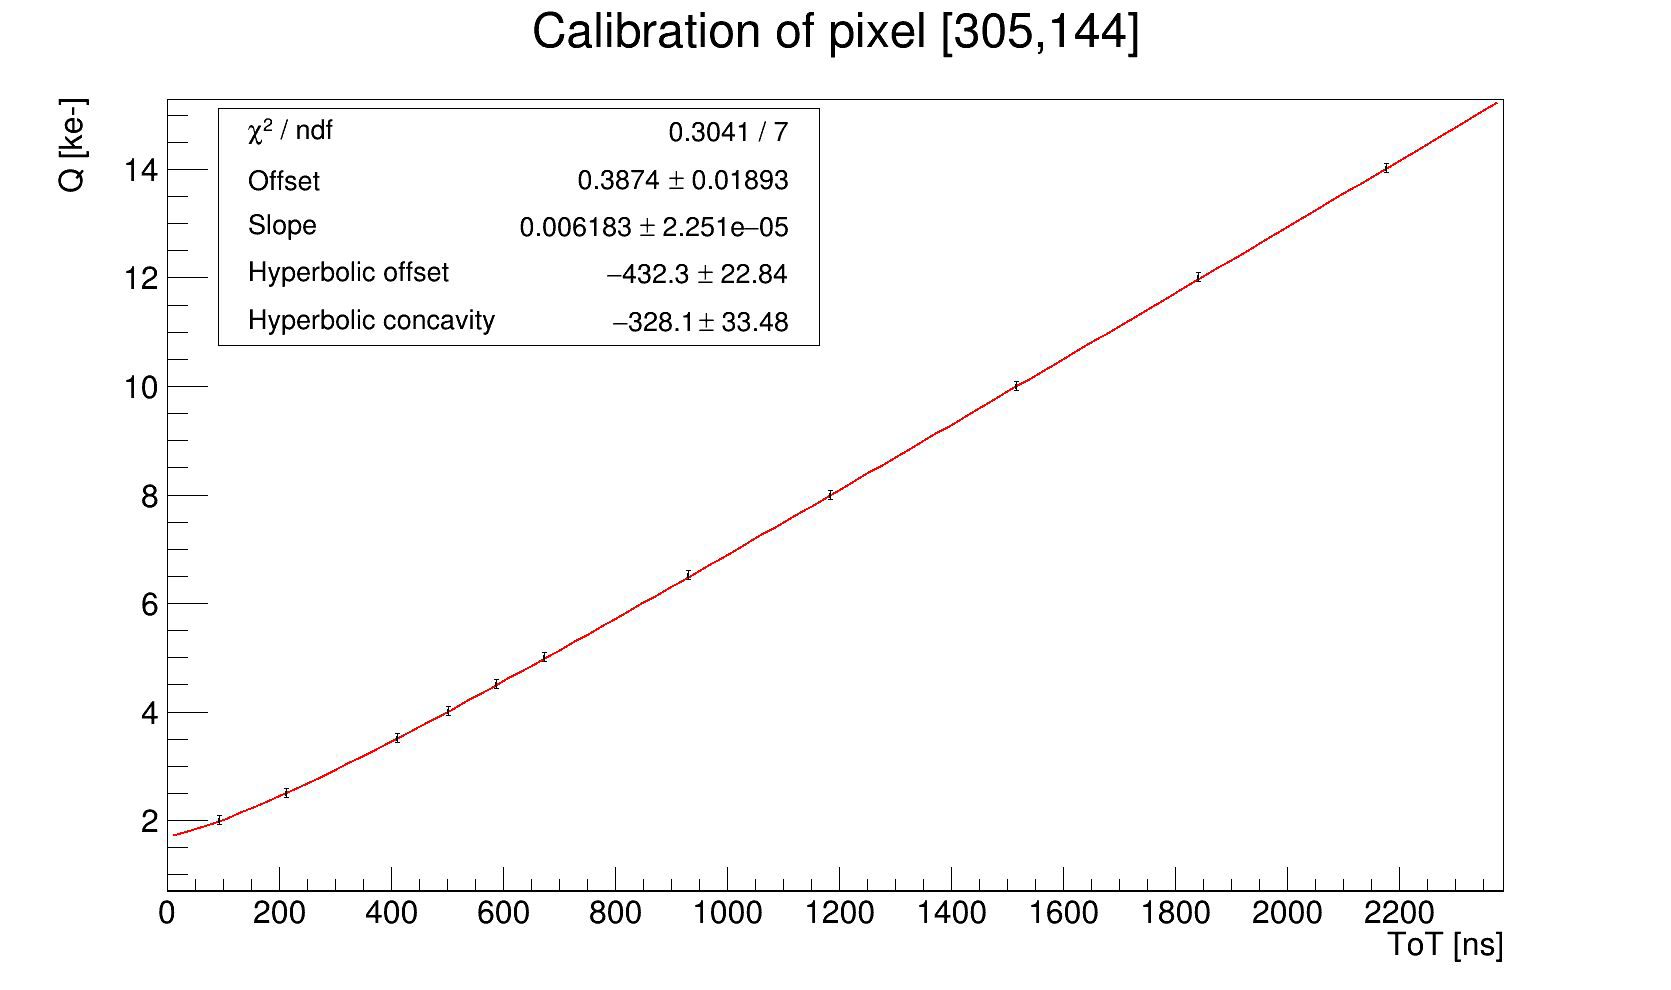 Calibration of pixel [305,144]
Q [ke-]
χ² / ndf 0.3041 / 7
Offset 0.3874 ± 0.01893
Slope 0.006183 ± 2.251e−05
Hyperbolic offset −432.3 ± 22.84
Hyperbolic concavity −328.1 ± 33.48
14
12
10
8
6
4
2
0 200 400 600 800 1000 1200 1400 1600 1800 2000 2200
ToT [ns]